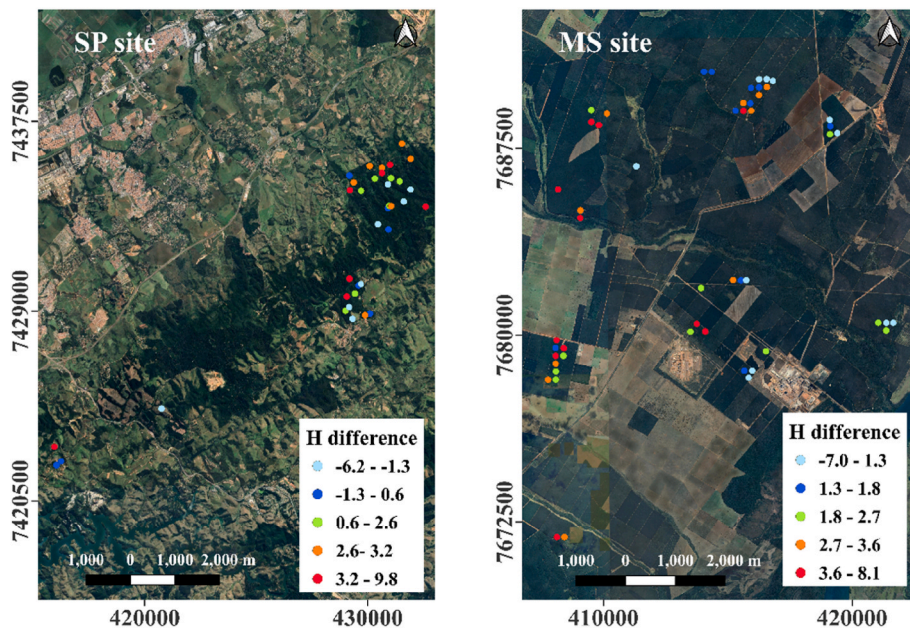 SP site
7437500
7429000
7420500
H difference
-6.2 - -1.3
-1.3 - 0.6
0.6 - 2.6
2.6 - 3.2
3.2 - 9.8
1,000 0 1,000 2,000 m
420000 430000
MS site
7687500
7680000
7672500
H difference
-7.0 - 1.3
1.3 - 1.8
1.8 - 2.7
2.7 - 3.6
3.6 - 8.1
1,000 0 1,000 2,000
410000 420000